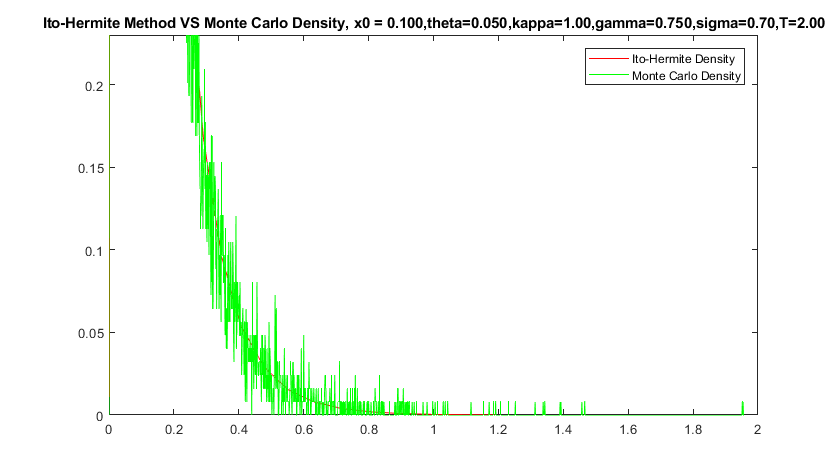 Ito-Hermite Method VS Monte Carlo Density, x0 = 0.100,theta=0.050,kappa=1.00,gamma=0.750,sigma=0.70,T=2.00
Ito-Hermite Density
Monte Carlo Density
0.2
0.15
0.1
0.05
0
0 0.2 0.4 0.6 0.8 1 1.2 1.4 1.6 1.8 2